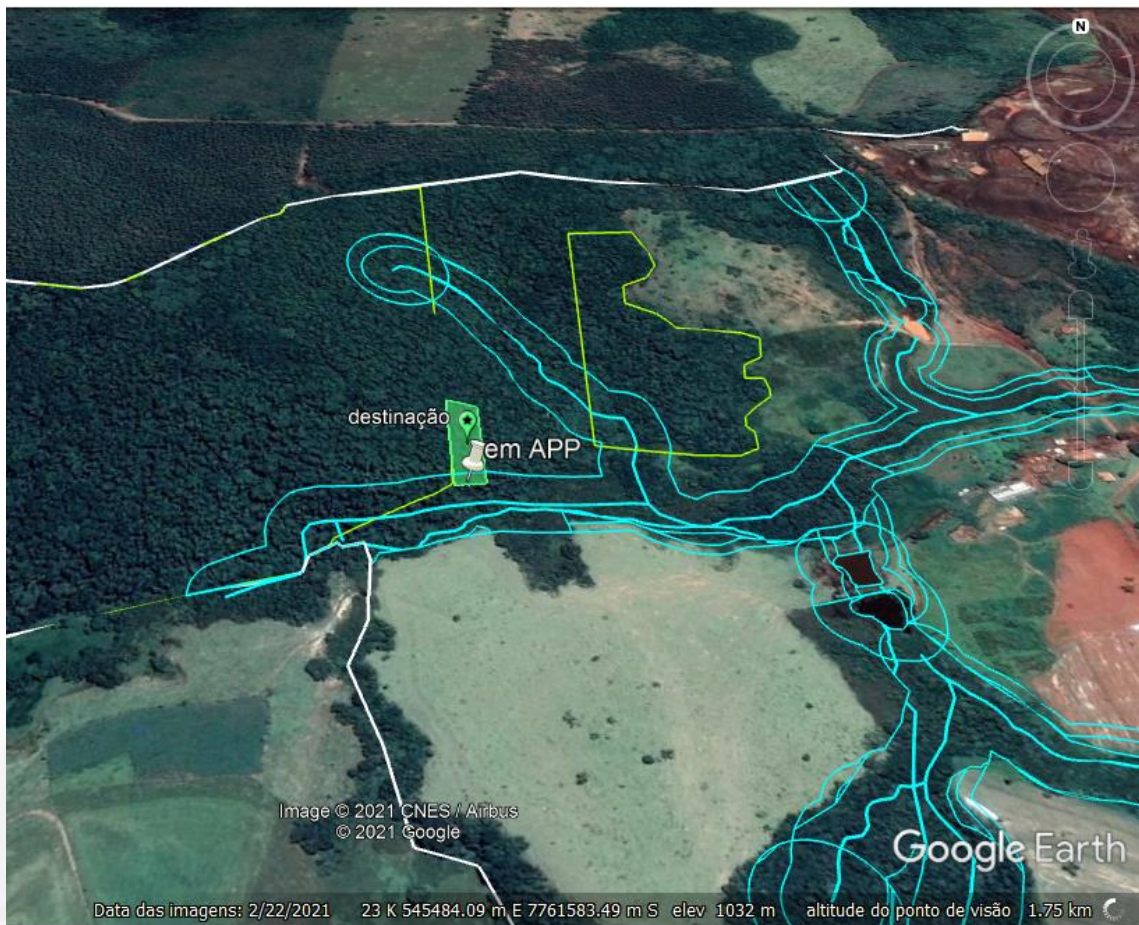 N
destinação
em APP
Image © 2021 CNES / Airbus
© 2021 Google
Google Earth
Data das imagens: 2/22/2021 23 K 545484.09 m E 7761583.49 m S elev 1032 m altitude do ponto de visão 1.75 km